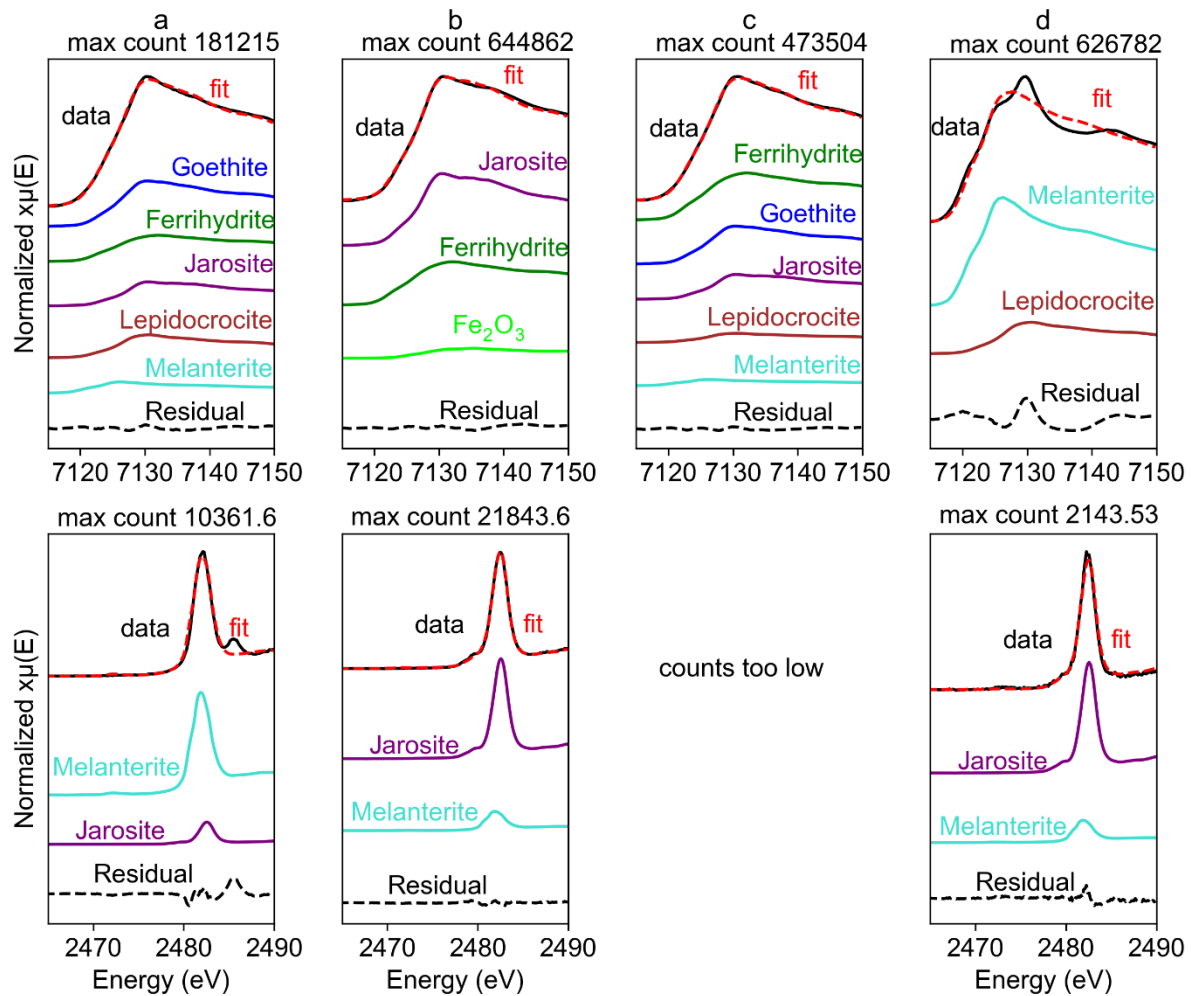 a
max count 181215
b
max count 644862
c
max count 473504
d
max count 626782
Normalized xμ(E)
data
fit
Goethite
Ferrihydrite
Jarosite
Lepidocrocite
Melanterite
Residual
7120 7130 7140 7150
data
fit
Jarosite
Ferrihydrite
Fe₂O₃
Residual
7120 7130 7140 7150
data
fit
Ferrihydrite
Goethite
Jarosite
Lepidocrocite
Melanterite
Residual
7120 7130 7140 7150
data
fit
Melanterite
Lepidocrocite
Residual
7120 7130 7140 7150
max count 10361.6
Normalized xμ(E)
data
fit
Melanterite
Jarosite
Residual
2470 2480 2490
Energy (eV)
max count 21843.6
data
fit
Jarosite
Melanterite
Residual
2470 2480 2490
Energy (eV)
counts too low
max count 2143.53
data
fit
Jarosite
Melanterite
Residual
2470 2480 2490
Energy (eV)